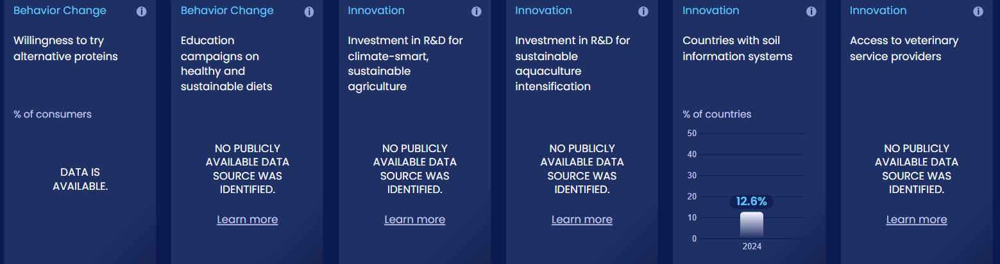 Behavior Change
Willingness to try
alternative proteins
% of consumers
DATA IS
AVAILABLE.
Behavior Change
Education
campaigns on
healthy and
sustainable diets
NO PUBLICLY
AVAILABLE DATA
SOURCE WAS
IDENTIFIED.
Learn more
Innovation
Investment in R&D for
climate-smart,
sustainable
agriculture
NO PUBLICLY
AVAILABLE DATA
SOURCE WAS
IDENTIFIED.
Learn more
Innovation
Investment in R&D for
sustainable
aquaculture
intensification
NO PUBLICLY
AVAILABLE DATA
SOURCE WAS
IDENTIFIED.
Learn more
Innovation
Countries with soil
information systems
% of countries
50
40
30
20
12.6%
10
0
2024
Innovation
Access to veterinary
service providers
NO PUBLICLY
AVAILABLE DATA
SOURCE WAS
IDENTIFIED.
Learn more